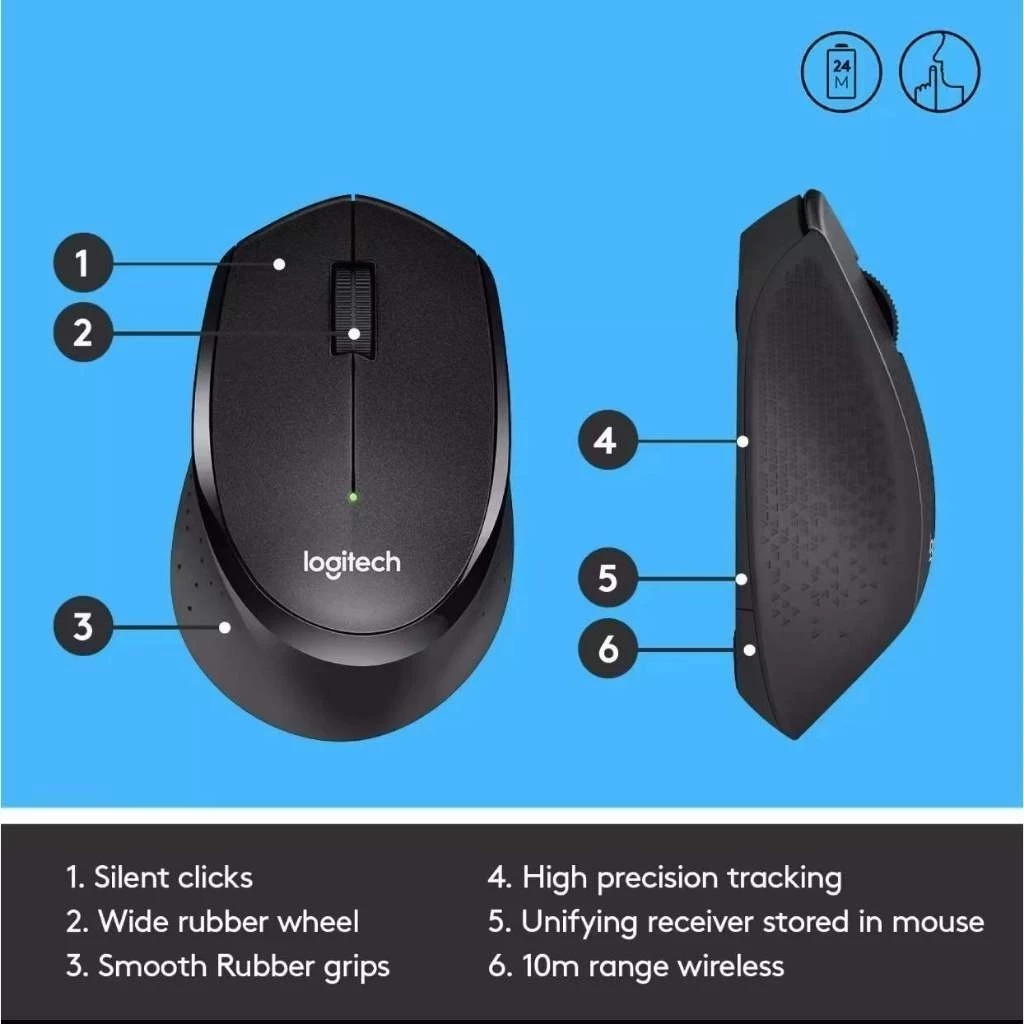 24
M
1
2
3
logitech
4
5
6
1. Silent clicks
2. Wide rubber wheel
3. Smooth Rubber grips
4. High precision tracking
5. Unifying receiver stored in mouse
6. 10m range wireless